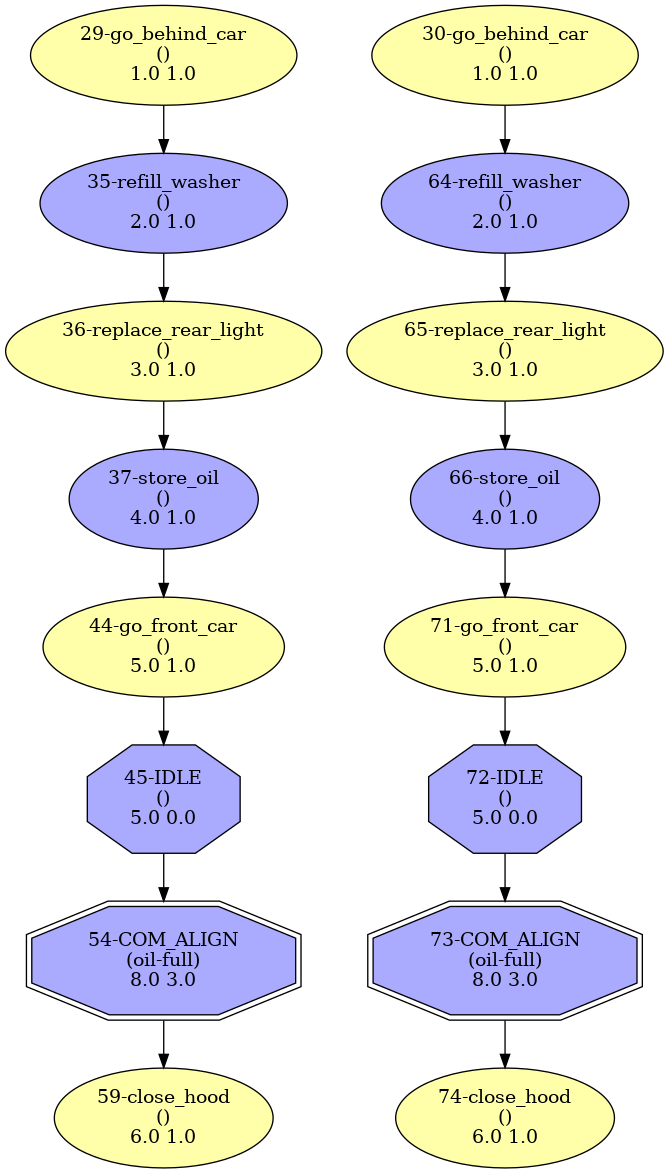 29-go_behind_car
()
1.0 1.0
35-refill_washer
()
2.0 1.0
36-replace_rear_light
()
3.0 1.0
37-store_oil
()
4.0 1.0
44-go_front_car
()
5.0 1.0
45-IDLE
()
5.0 0.0
54-COM_ALIGN
(oil-full)
8.0 3.0
59-close_hood
()
6.0 1.0
30-go_behind_car
()
1.0 1.0
64-refill_washer
()
2.0 1.0
65-replace_rear_light
()
3.0 1.0
66-store_oil
()
4.0 1.0
71-go_front_car
()
5.0 1.0
72-IDLE
()
5.0 0.0
73-COM_ALIGN
(oil-full)
8.0 3.0
74-close_hood
()
6.0 1.0